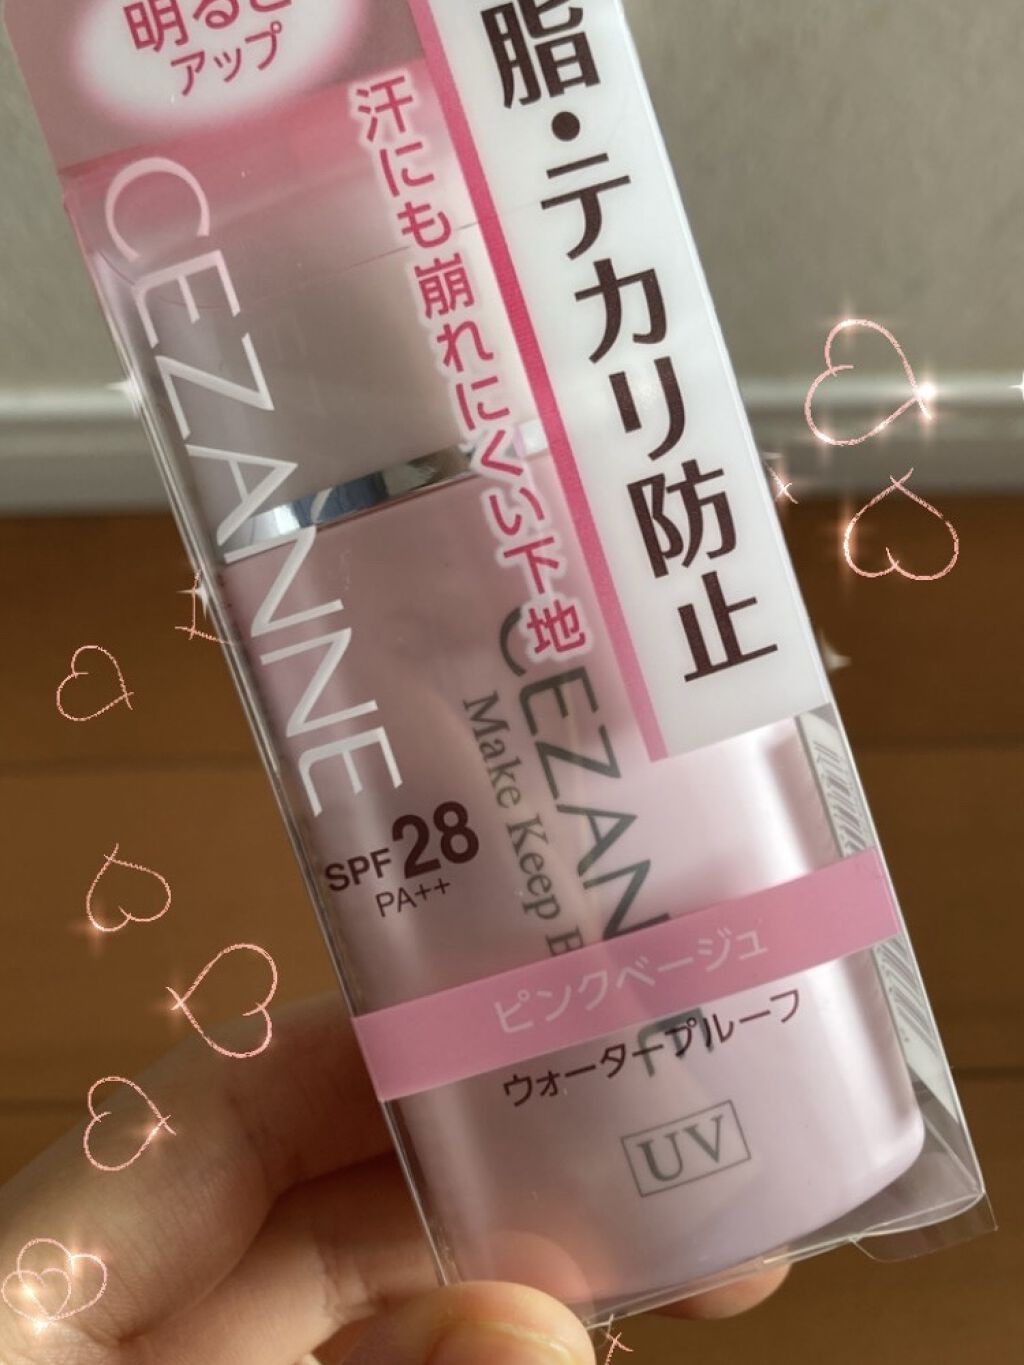 明るさ
アップ
脂・テカリ防止
汗にも崩れにくい下地
CEZANNE
SPF 28
PA++
CEZAN
Make Keep
ピンクベージュ
ウォータープルーフ
UV